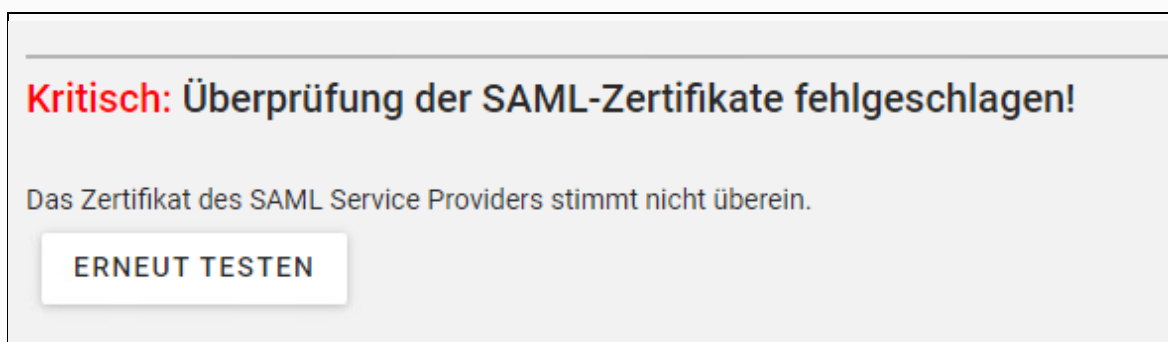 Kritisch: Überprüfung der SAML-Zertifikate fehlgeschlagen!
Das Zertifikat des SAML Service Providers stimmt nicht überein.
ERNEUT TESTEN